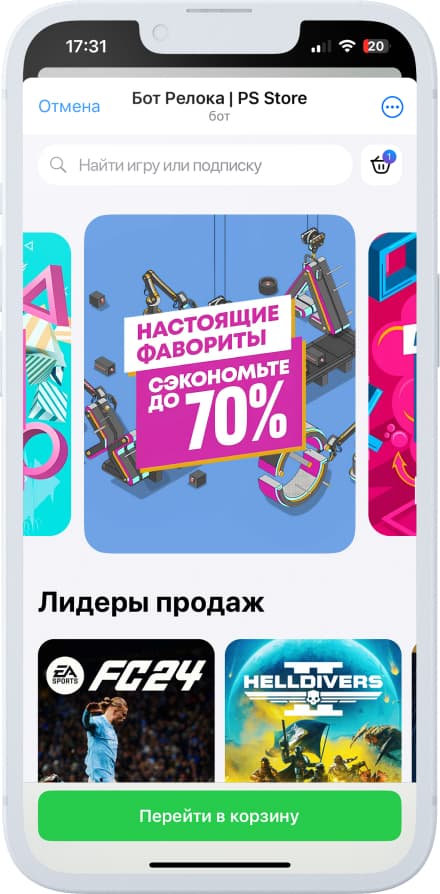 17:31
20
Отмена
Бот Релока | PS Store
бот
Найти игру или подписку
1
НАСТОЯЩИЕ
ФАВОРИТЫ
СЭКОНОМЬТЕ
ДО 70%
Лидеры продаж
EA
SPORTS
FC24
II
HELLDIVERS
Перейти в корзину